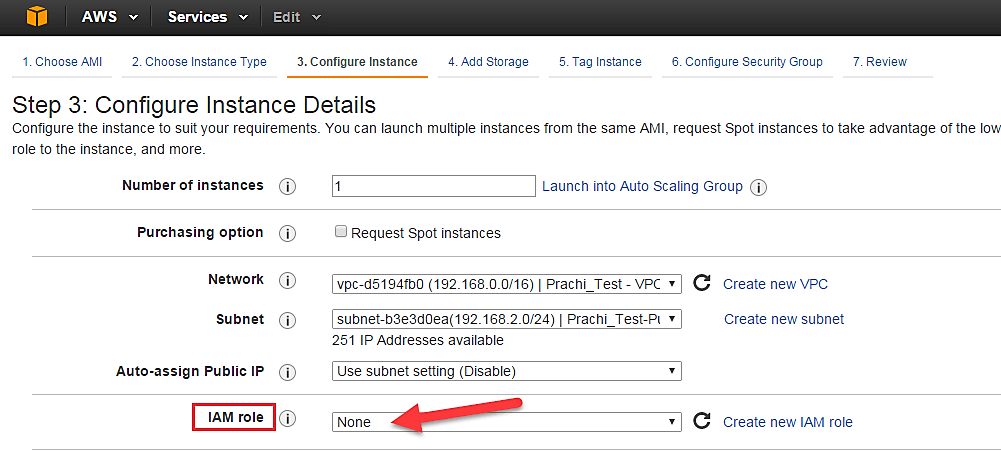 AWS Services Edit
1. Choose AMI 2. Choose Instance Type 3. Configure Instance 4. Add Storage 5. Tag Instance 6. Configure Security Group 7. Review
Step 3: Configure Instance Details
Configure the instance to suit your requirements. You can launch multiple instances from the same AMI, request Spot instances to take advantage of the low
role to the instance, and more.
Number of instances i 1 Launch into Auto Scaling Group i
Purchasing option i Request Spot instances
Network i vpc-d5194fb0 (192.168.0.0/16) | Prachi_Test - VPC Create new VPC
Subnet i subnet-b3e3d0ea(192.168.2.0/24) | Prachi_Test-Pu Create new subnet
251 IP Addresses available
Auto-assign Public IP i Use subnet setting (Disable)
IAM role i None Create new IAM role